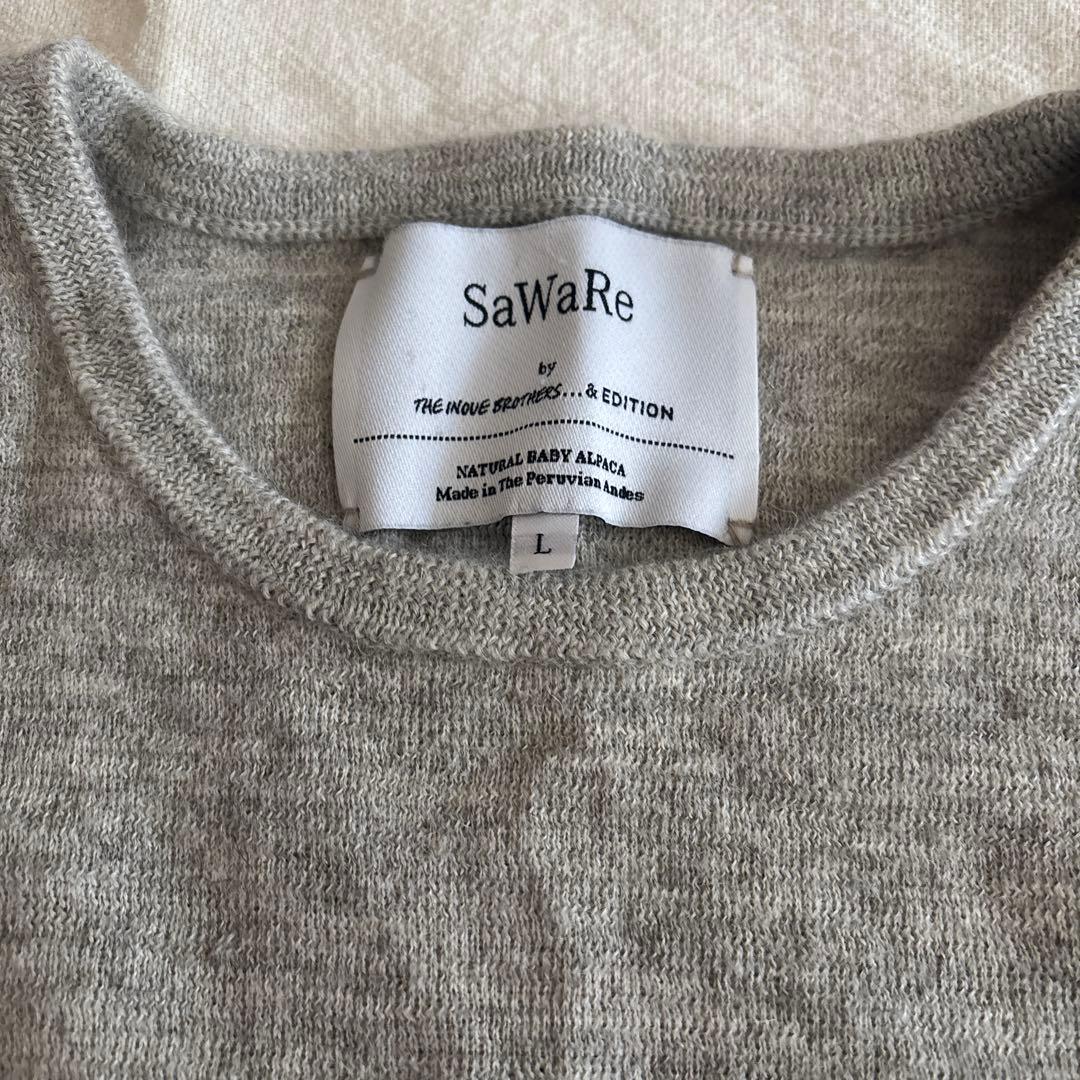 SaWaRe
by
THE INOUE BROTHERS...& EDITION
NATURAL BABY ALPACA
Made in The Peruvian Andes
L